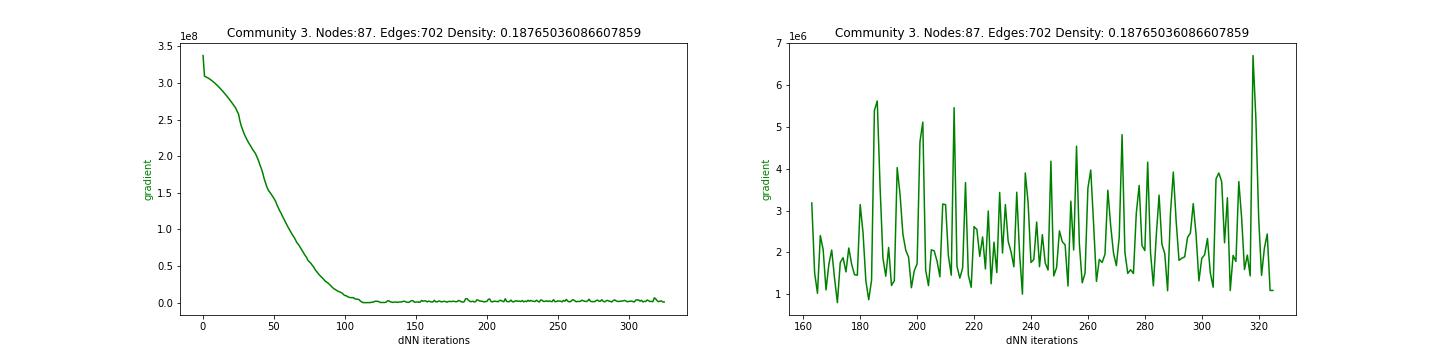 Community 3. Nodes:87. Edges:702 Density: 0.18765036086607859
1e8
3.5
3.0
2.5
2.0
1.5
1.0
0.5
0.0
gradient
0 50 100 150 200 250 300
dNN iterations
Community 3. Nodes:87. Edges:702 Density: 0.18765036086607859
1e6
7
6
5
4
3
2
1
gradient
160 180 200 220 240 260 280 300 320
dNN iterations